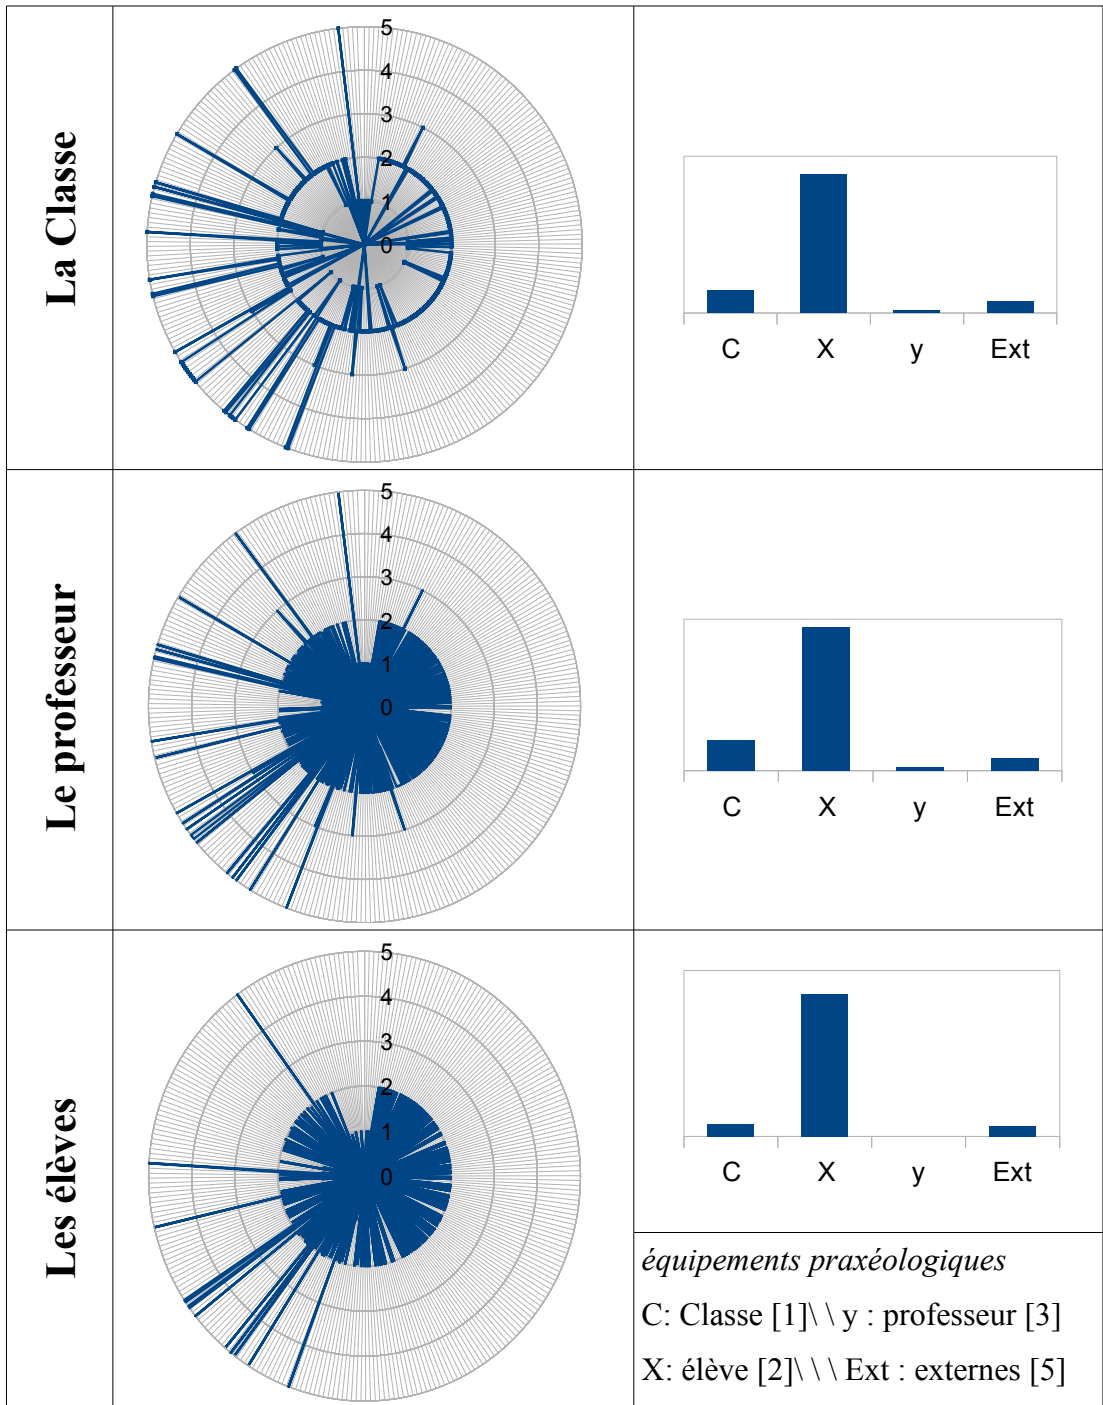 La Classe
5
4
3
2
1
0
C X y Ext
Le professeur
5
4
3
2
1
0
C X y Ext
Les élèves
5
4
3
2
1
0
C X y Ext
équipements praxéologiques
C: Classe [1]\ \ y : professeur [3]
X: élève [2]\ \ \ Ext : externes [5]